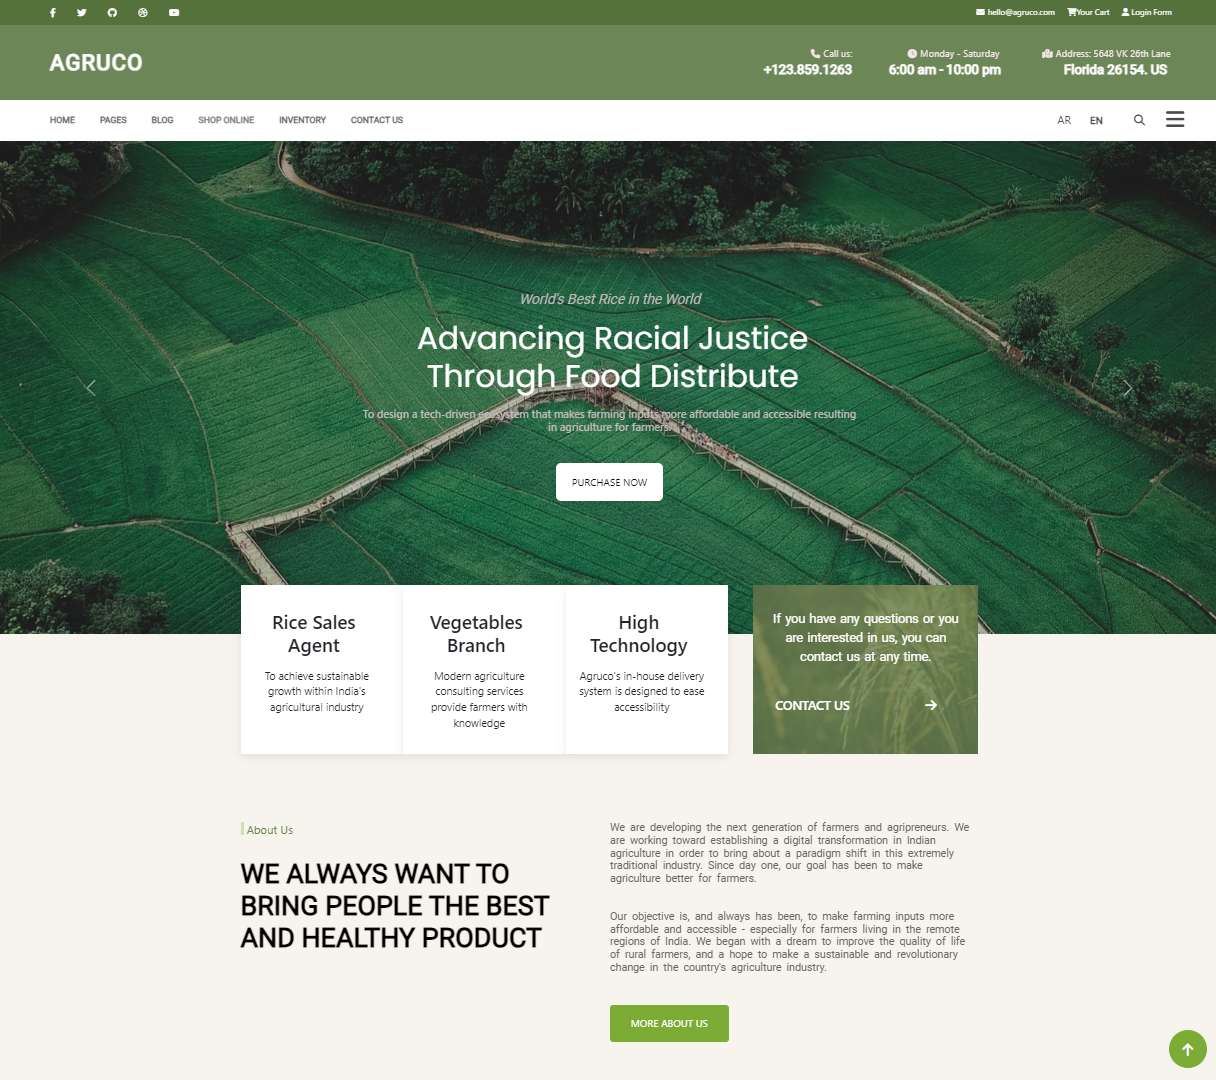 hello@agruco.com Your Cart Login Form
AGRUCO
Call us:
+123.859.1263
Monday - Saturday
6:00 am - 10:00 pm
Address: 5648 VK 26th Lane
Florida 26154. US
HOME PAGES BLOG SHOP ONLINE INVENTORY CONTACT US AR EN
World's Best Rice in the World
Advancing Racial Justice
Through Food Distribute
To design a tech-driven ecosystem that makes farming inputs more affordable and accessible resulting
in agriculture for farmers.
PURCHASE NOW
Rice Sales
Agent
To achieve sustainable
growth within India's
agricultural industry
Vegetables
Branch
Modern agriculture
consulting services
provide farmers with
knowledge
High
Technology
Agruco's in-house delivery
system is designed to ease
accessibility
If you have any questions or you
are interested in us, you can
contact us at any time.
CONTACT US
About Us
WE ALWAYS WANT TO
BRING PEOPLE THE BEST
AND HEALTHY PRODUCT
We are developing the next generation of farmers and agripreneurs. We
are working toward establishing a digital transformation in Indian
agriculture in order to bring about a paradigm shift in this extremely
traditional industry. Since day one, our goal has been to make
agriculture better for farmers.
Our objective is, and always has been, to make farming inputs more
affordable and accessible - especially for farmers living in the remote
regions of India. We began with a dream to improve the quality of life
of rural farmers, and a hope to make a sustainable and revolutionary
change in the country's agriculture industry.
MORE ABOUT US